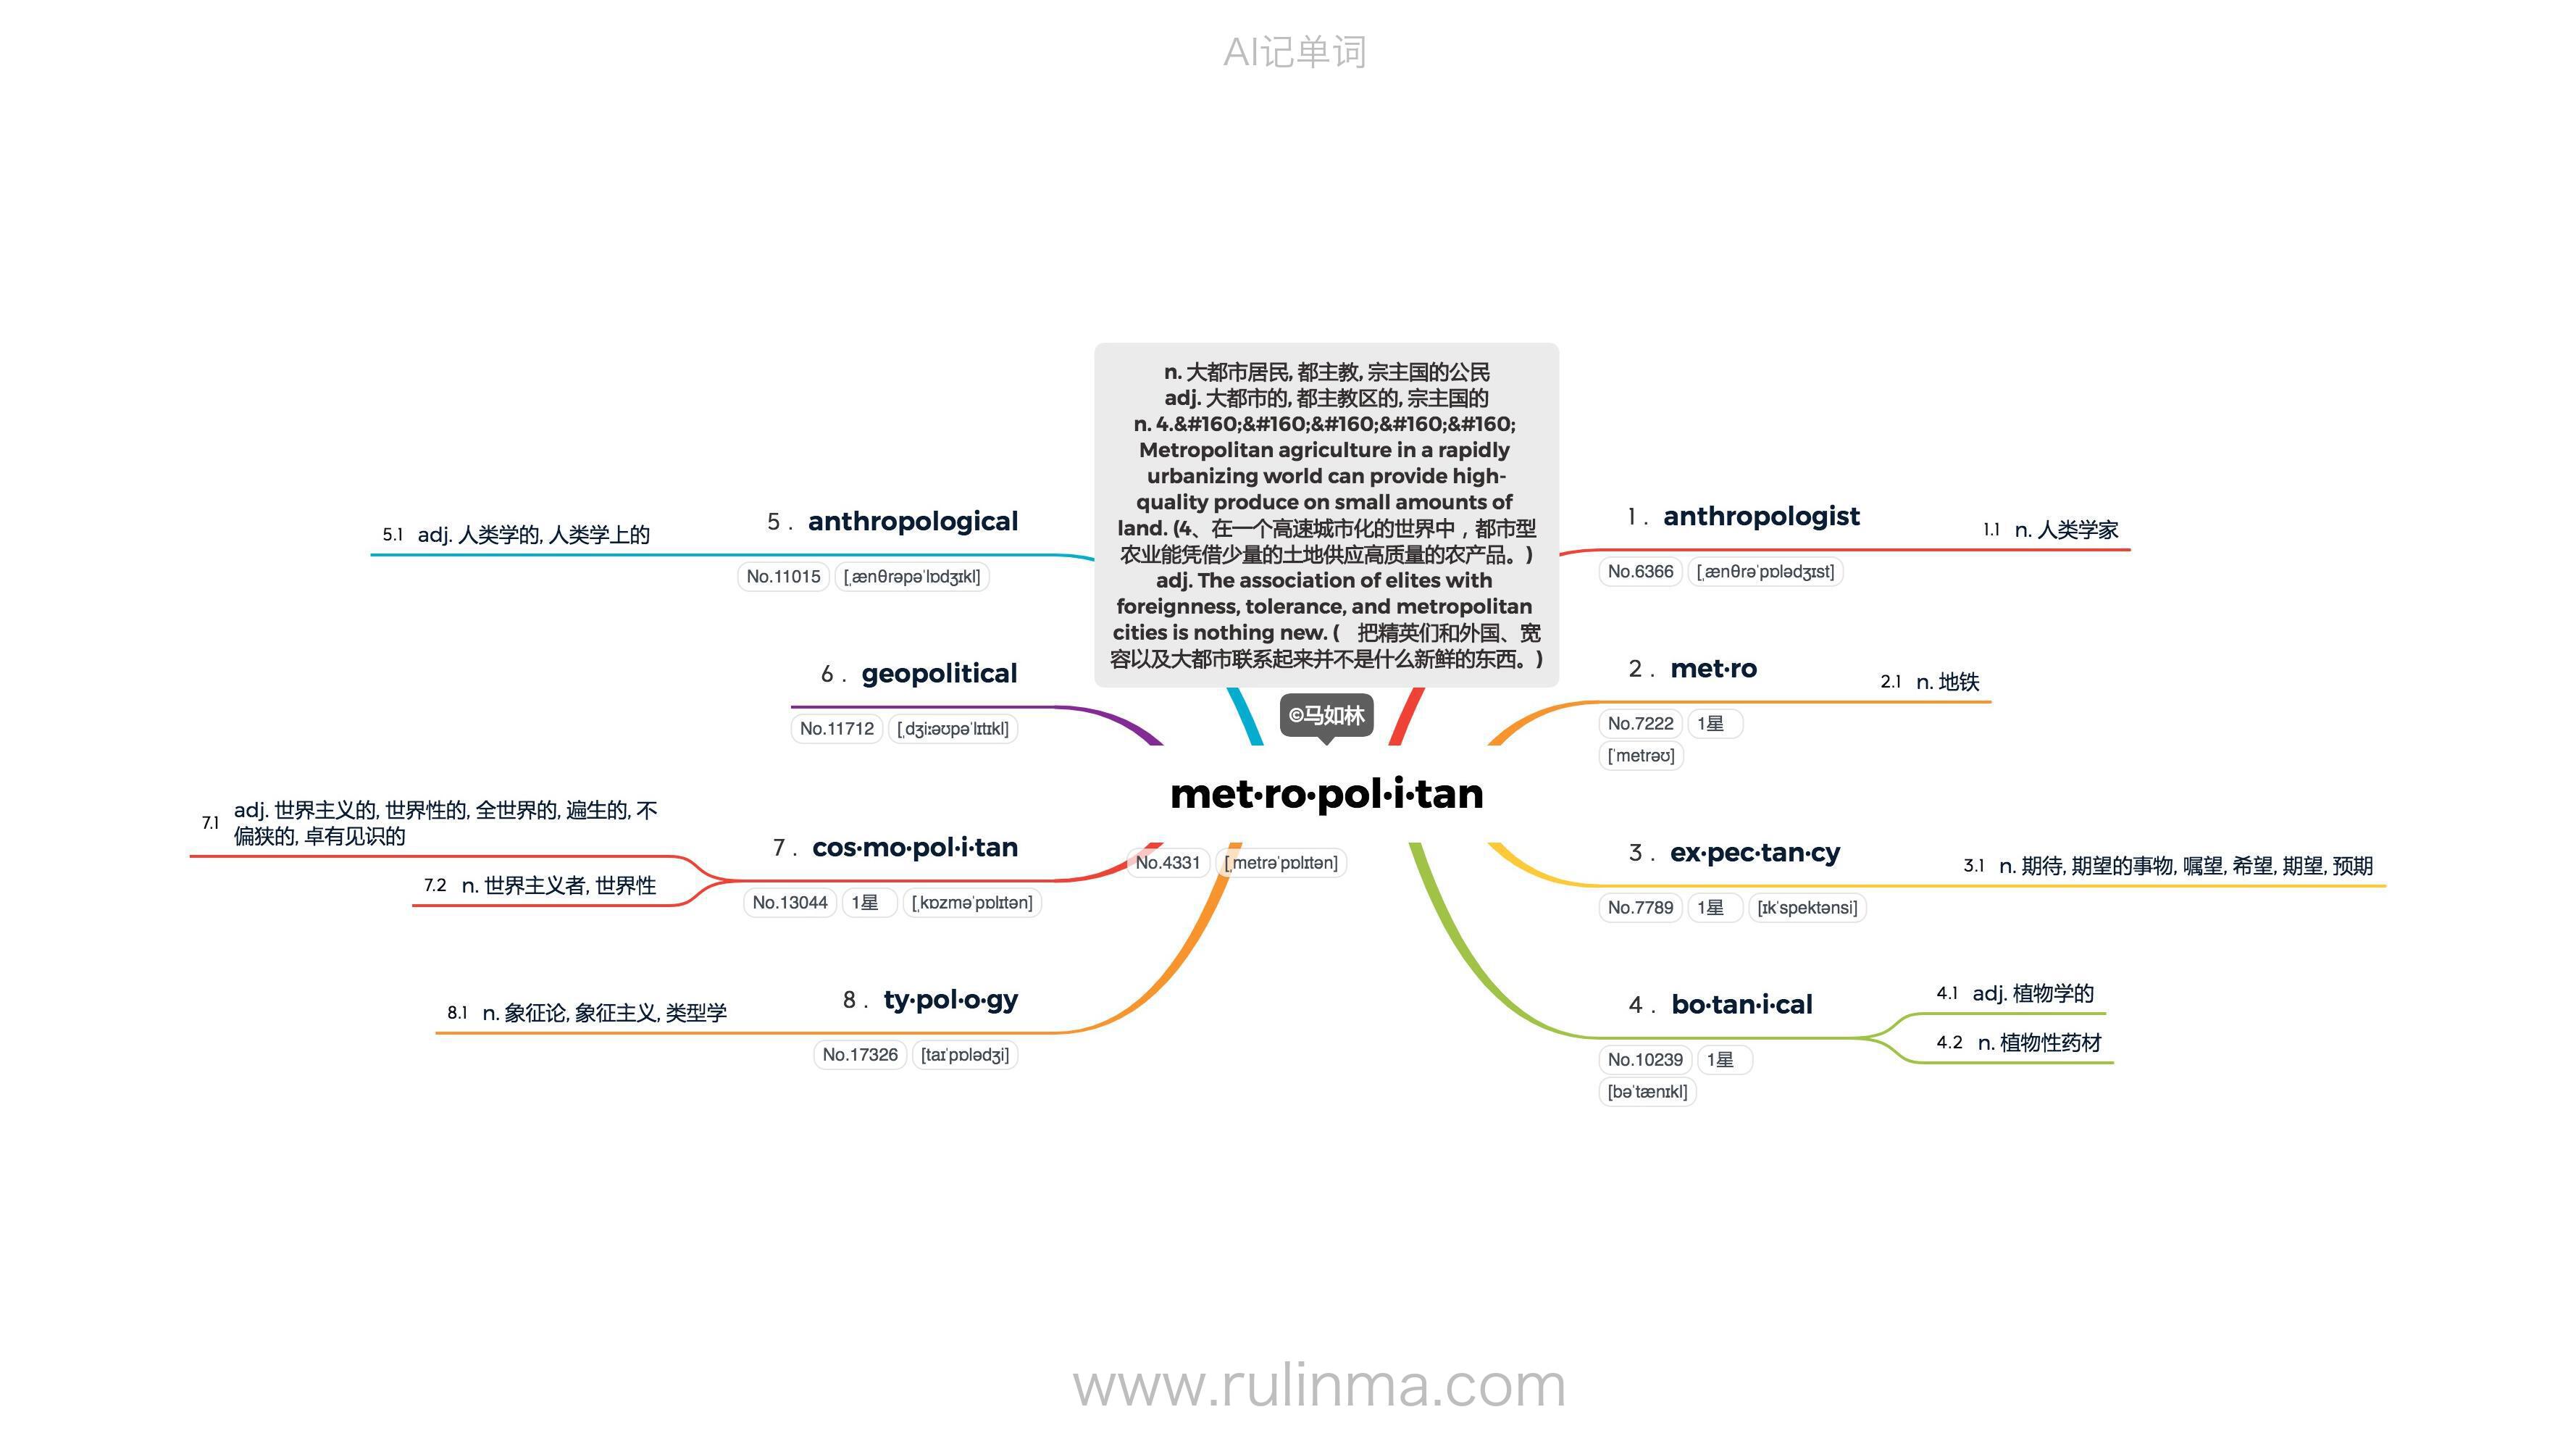 AI记单词
n. 大都市居民, 都主教, 宗主国的公民
adj. 大都市的, 都主教区的, 宗主国的
n. 4.&#160;&#160;&#160;&#160;&#160;
Metropolitan agriculture in a rapidly
urbanizing world can provide high-
quality produce on small amounts of
land. (4、在一个高速城市化的世界中，都市型
农业能凭借少量的土地供应高质量的农产品。)
adj. The association of elites with
foreignness, tolerance, and metropolitan
cities is nothing new. (　把精英们和外国、宽
容以及大都市联系起来并不是什么新鲜的东西。)
©马如林
met·ro·pol·i·tan
No.4331 [ˌmetrəˈpɒlɪtən]
1 . anthropologist
No.6366 [ˌænθrəˈpɒlədʒɪst]
1.1 n. 人类学家
2 . met·ro
No.7222 1星
[ˈmetrəʊ]
2.1 n. 地铁
3 . ex·pec·tan·cy
No.7789 1星 [ɪkˈspektənsi]
3.1 n. 期待, 期望的事物, 嘱望, 希望, 期望, 预期
4 . bo·tan·i·cal
No.10239 1星
[bəˈtænɪkl]
4.1 adj. 植物学的
4.2 n. 植物性药材
5 . anthropological
No.11015 [ˌænθrəpəˈlɒdʒɪkl]
5.1 adj. 人类学的, 人类学上的
6 . geopolitical
No.11712 [ˌdʒiːəʊpəˈlɪtɪkl]
7 . cos·mo·pol·i·tan
No.13044 1星 [ˌkɒzməˈpɒlɪtən]
7.1 adj. 世界主义的, 世界性的, 全世界的, 遍生的, 不
偏狭的, 卓有见识的
7.2 n. 世界主义者, 世界性
8 . ty·pol·o·gy
No.17326 [taɪˈpɒlədʒi]
8.1 n. 象征论, 象征主义, 类型学
www.rulinma.com